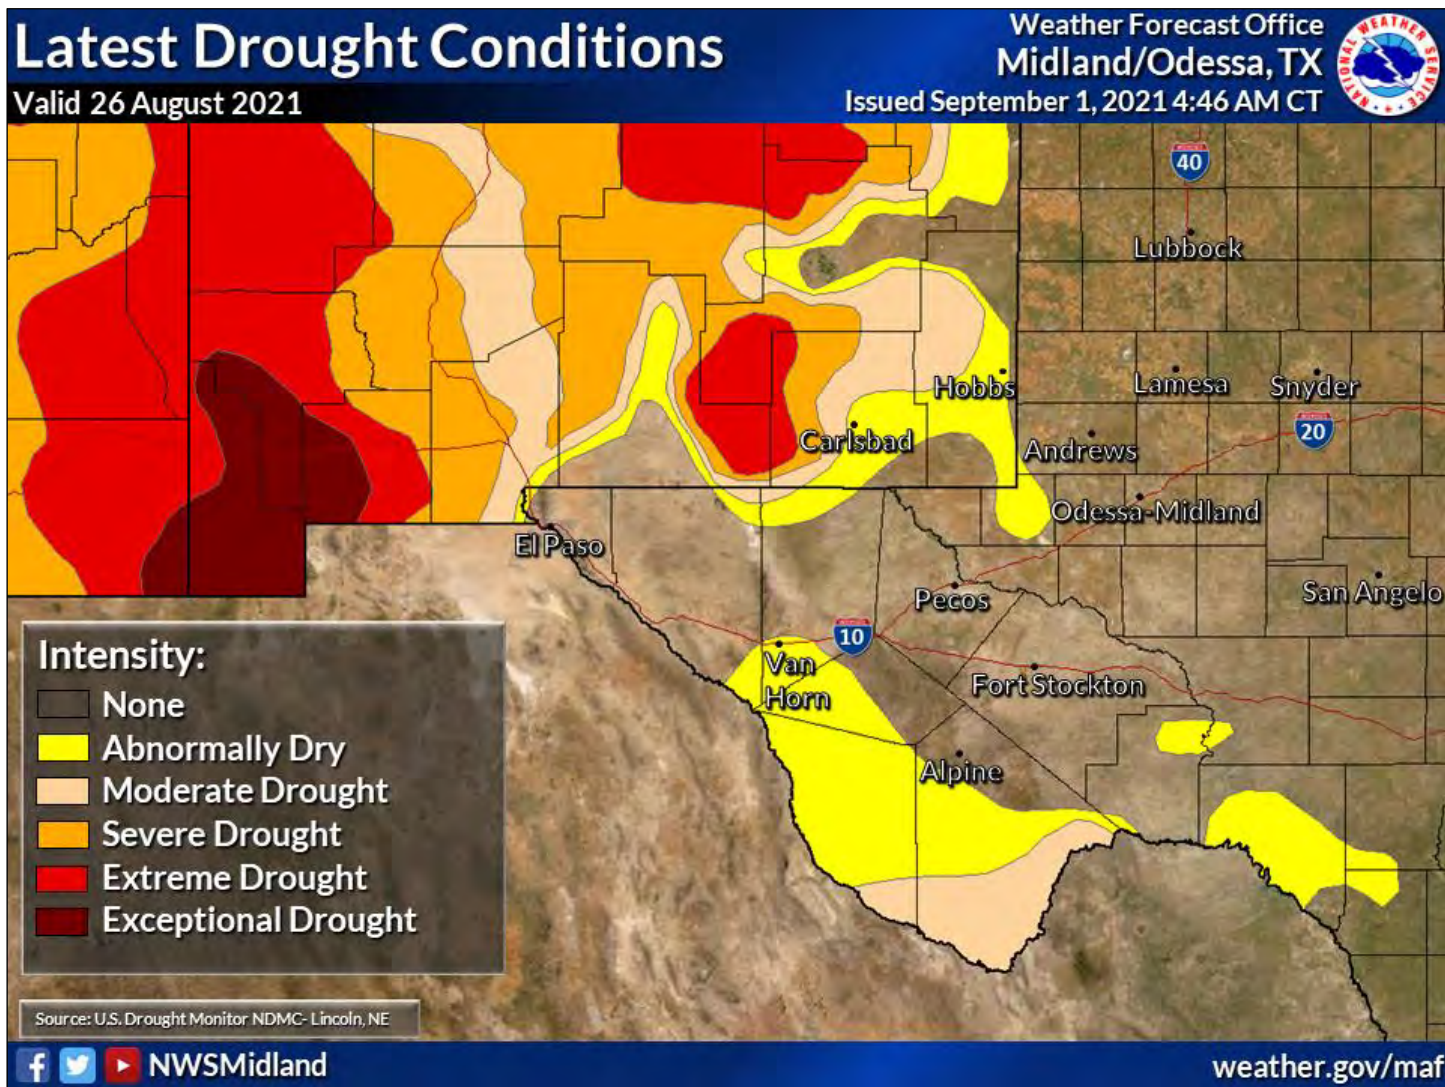 Latest Drought Conditions
Valid 26 August 2021
Weather Forecast Office
Midland/Odessa, TX
Issued September 1, 2021 4:46 AM CT
NATIONAL WEATHER SERVICE
40
Lubbock
Hobbs
Lamesa
Snyder
20
Carlsbad
Andrews
Odessa-Midland
El Paso
Pecos
San Angelo
10
Van
Horn
Fort Stockton
Alpine
Intensity:
None
Abnormally Dry
Moderate Drought
Severe Drought
Extreme Drought
Exceptional Drought
Source: U.S. Drought Monitor NDMC- Lincoln, NE
NWSMidland
weather.gov/maf